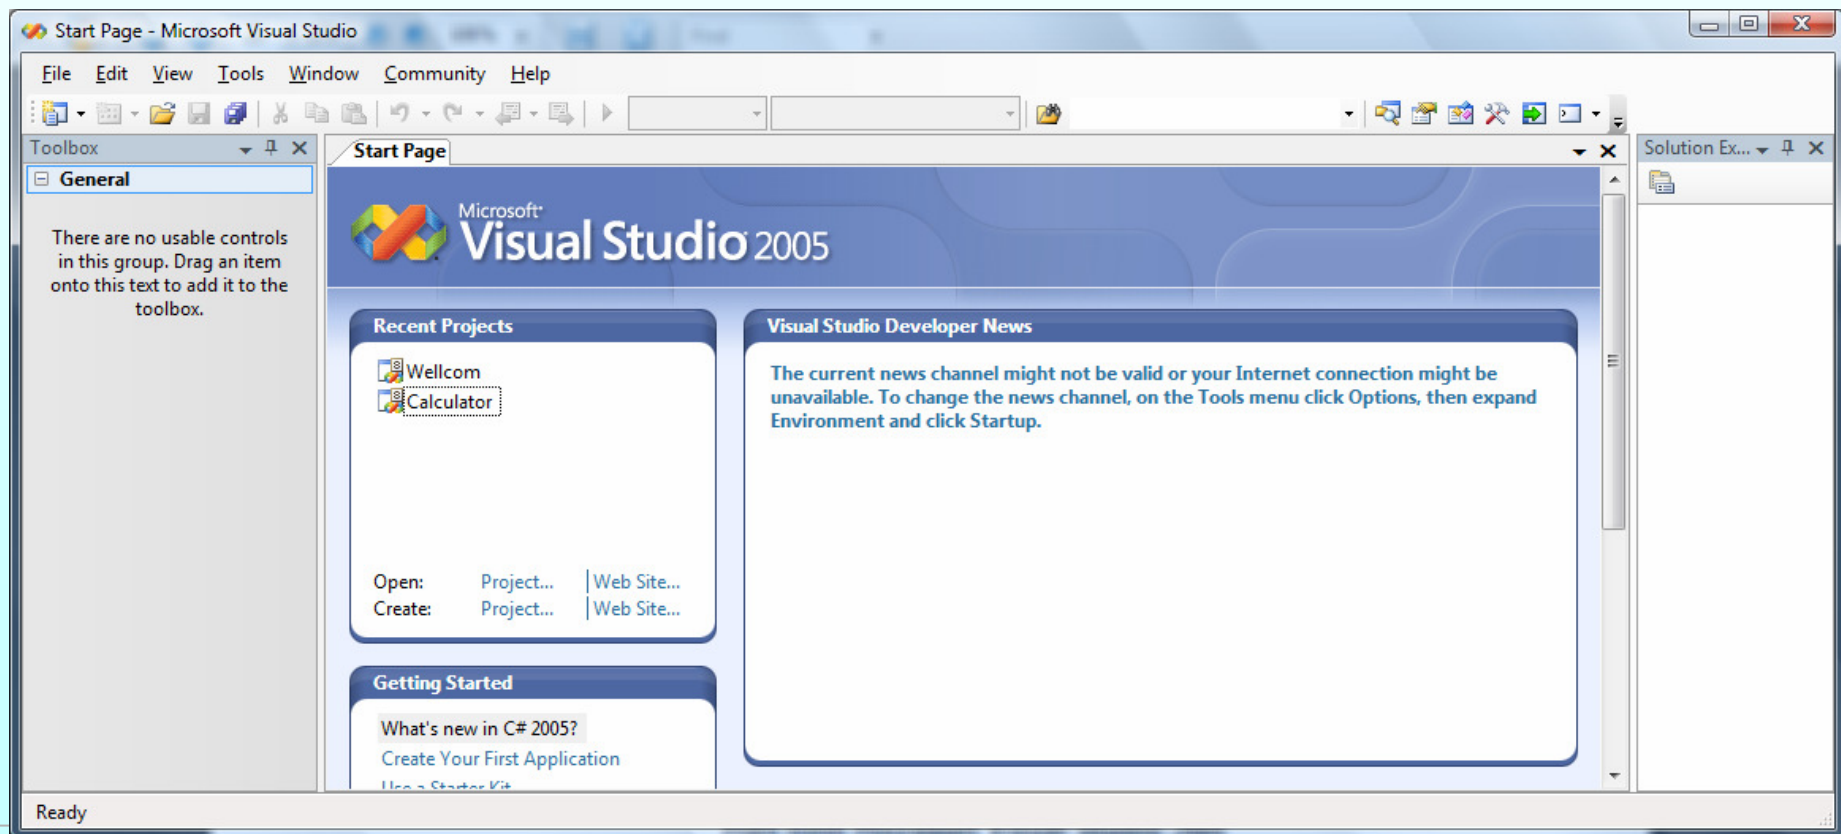 Start Page - Microsoft Visual Studio
File Edit View Tools Window Community Help
Toolbox
General
There are no usable controls
in this group. Drag an item
onto this text to add it to the
toolbox.
Start Page
Microsoft
Visual Studio 2005
Recent Projects
Wellcom
Calculator
Open: Project... Web Site...
Create: Project... Web Site...
Getting Started
What's new in C# 2005?
Create Your First Application
Use a Starter Kit
Visual Studio Developer News
The current news channel might not be valid or your Internet connection might be
unavailable. To change the news channel, on the Tools menu click Options, then expand
Environment and click Startup.
Solution Ex...
Ready